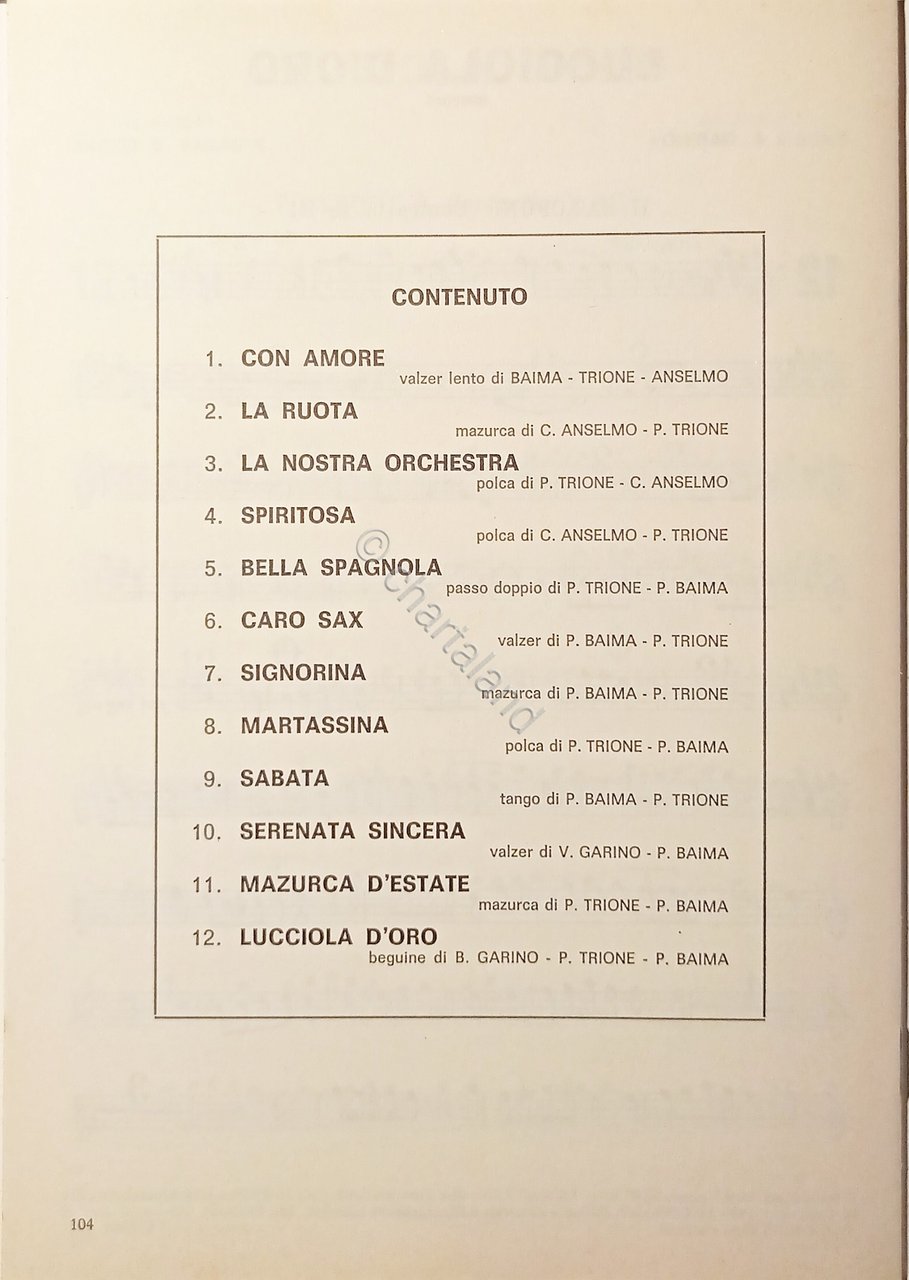 CONTENUTO
1. CON AMORE
valzer lento di BAIMA - TRIONE - ANSELMO
2. LA RUOTA
mazurca di C. ANSELMO - P. TRIONE
3. LA NOSTRA ORCHESTRA
polca di P. TRIONE - C. ANSELMO
4. SPIRITOSA
polca di C. ANSELMO - P. TRIONE
5. BELLA SPAGNOLA
passo doppio di P. TRIONE - P. BAIMA
6. CARO SAX
valzer di P. BAIMA - P. TRIONE
7. SIGNORINA
mazurca di P. BAIMA - P. TRIONE
8. MARTASSINA
polca di P. TRIONE - P. BAIMA
9. SABATA
tango di P. BAIMA - P. TRIONE
10. SERENATA SINCERA
valzer di V. GARINO - P. BAIMA
11. MAZURCA D'ESTATE
mazurca di P. TRIONE - P. BAIMA
12. LUCCIOLA D'ORO
beguine di B. GARINO - P. TRIONE - P. BAIMA
© chartaland
104